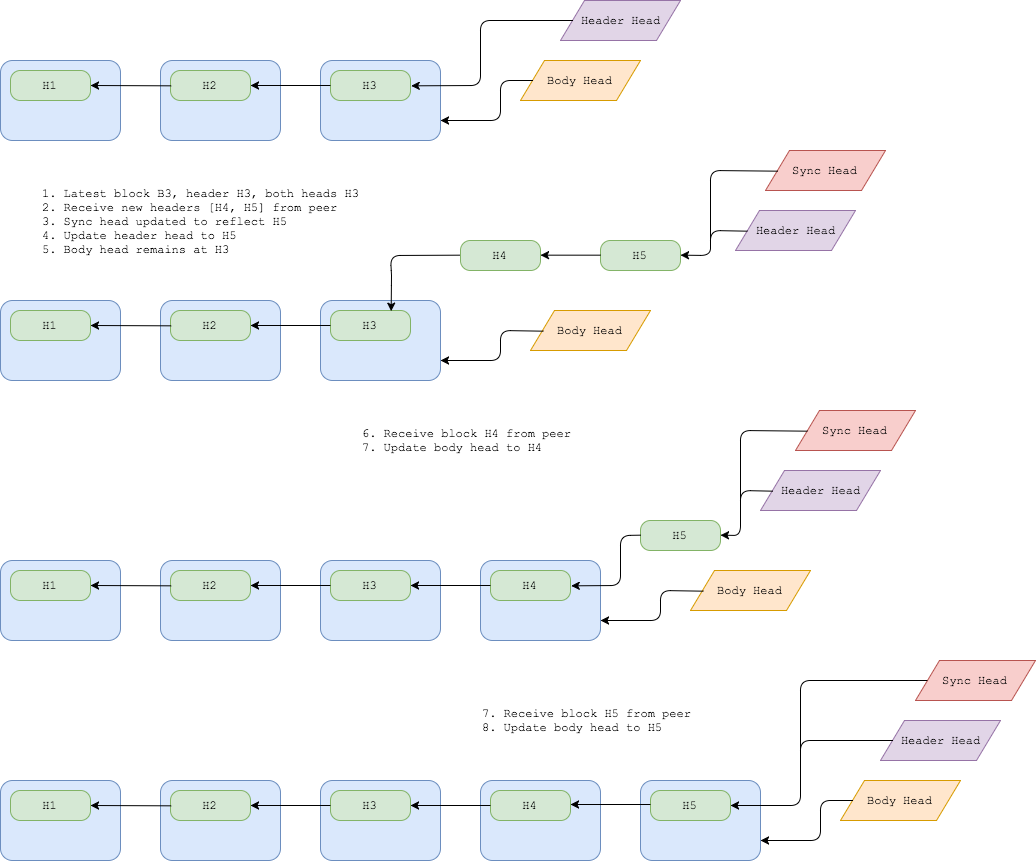 Header Head
Body Head
H1
H2
H3
Sync Head
1. Latest block B3, header H3, both heads H3
2. Receive new headers [H4, H5] from peer
3. Sync head updated to reflect H5
4. Update header head to H5
5. Body head remains at H3
Header Head
H4
H5
H1
H2
H3
Body Head
Sync Head
6. Receive block H4 from peer
7. Update body head to H4
Header Head
H5
H1
H2
H3
H4
Body Head
Sync Head
7. Receive block H5 from peer
8. Update body head to H5
Header Head
H1
H2
H3
H4
H5
Body Head